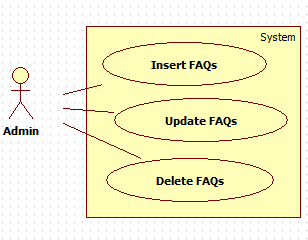 System
Insert FAQs
Update FAQs
Admin
Delete FAQs